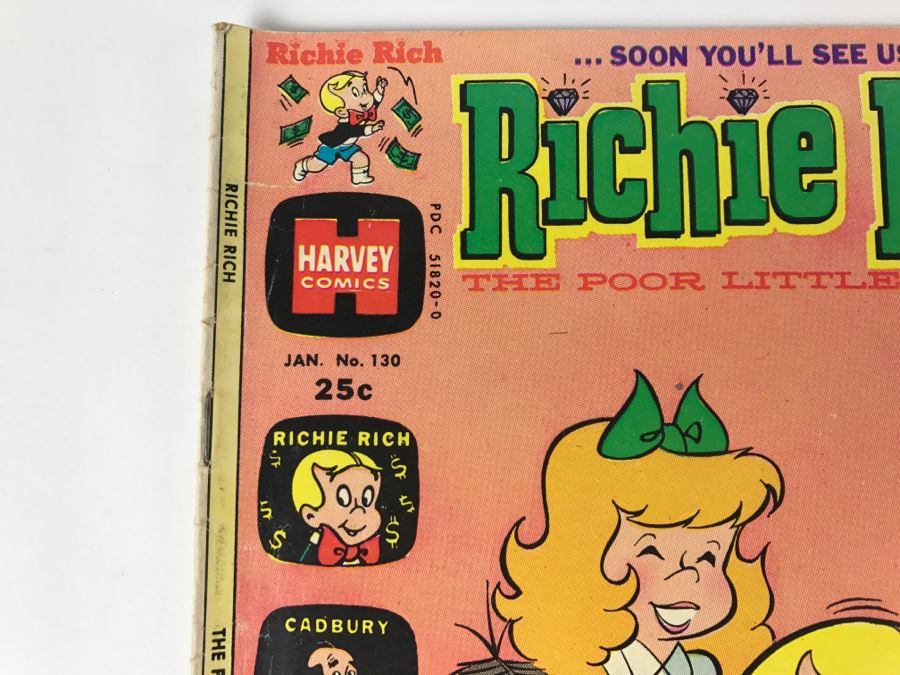 Richie Rich
...SOON YOU'LL SEE US
Richie
THE POOR LITTLE
RICHIE RICH
HARVEY
COMICS
PDC 51820-0
JAN. No. 130
25c
RICHIE RICH
CADBURY
THE